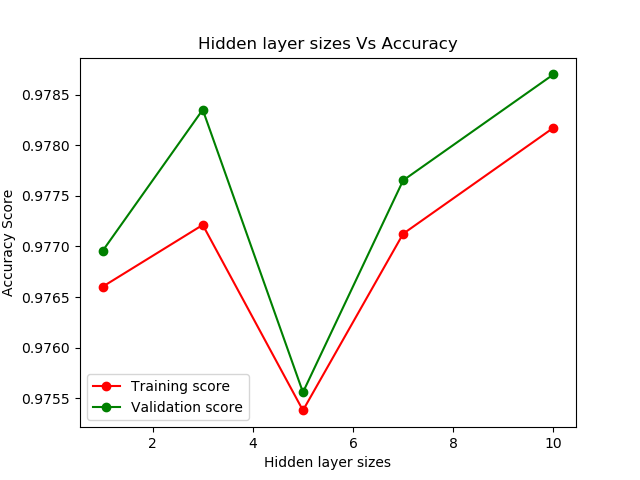 Hidden layer sizes Vs Accuracy
Accuracy Score
0.9785
0.9780
0.9775
0.9770
0.9765
0.9760
0.9755
Training score
Validation score
2 4 6 8 10
Hidden layer sizes